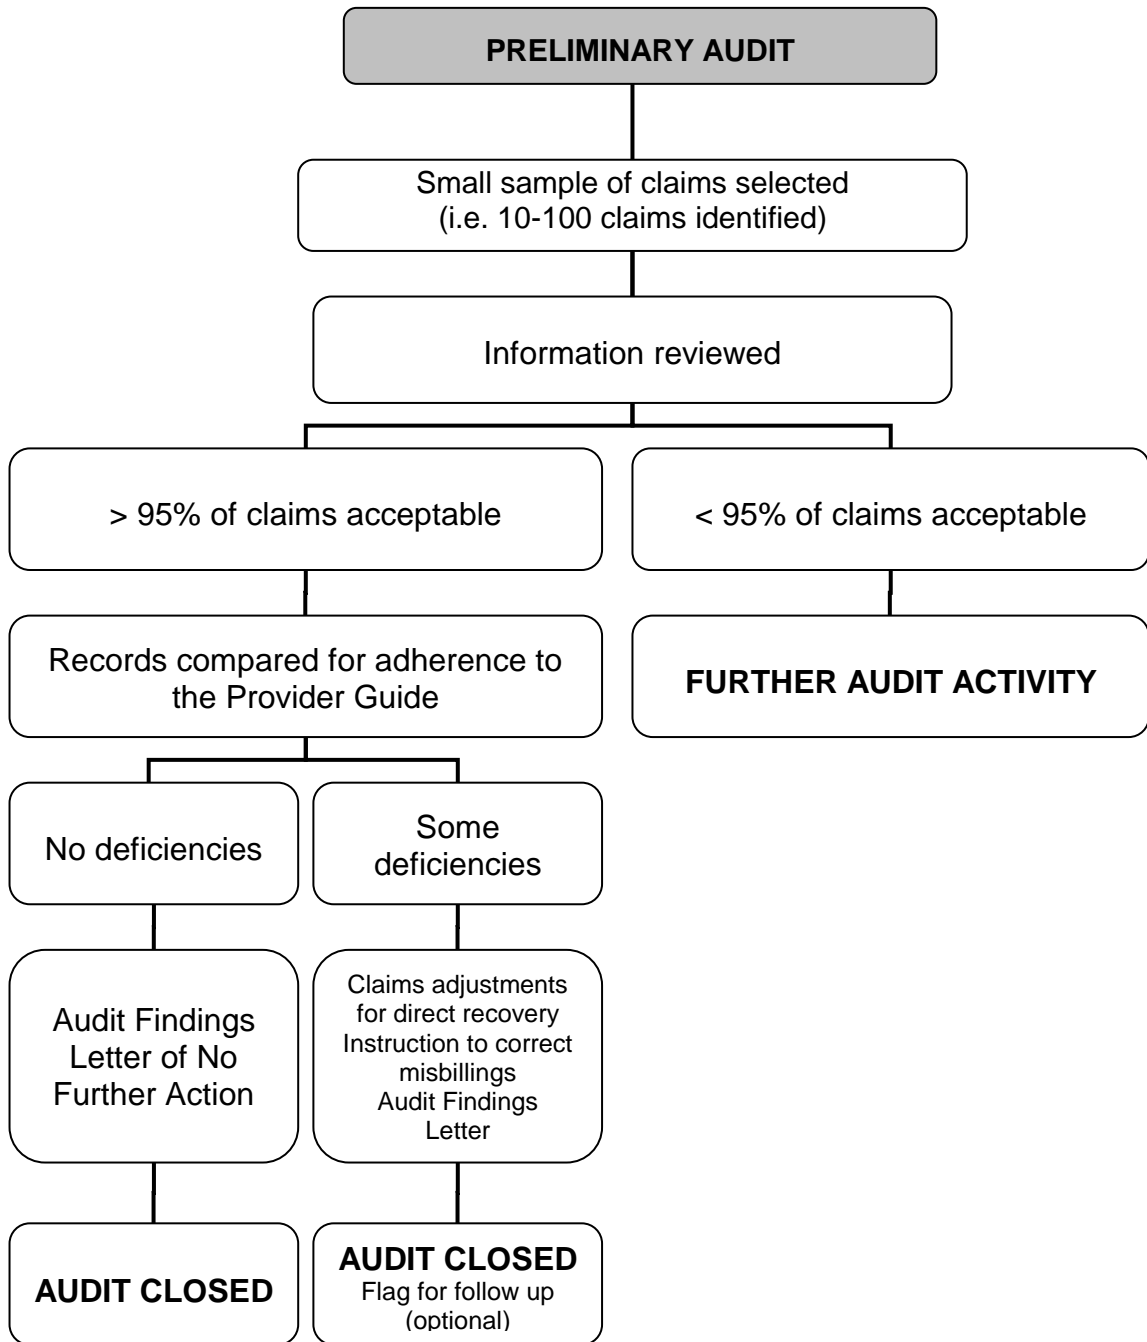 PRELIMINARY AUDIT
Small sample of claims selected
(i.e. 10-100 claims identified)
Information reviewed
> 95% of claims acceptable
< 95% of claims acceptable
Records compared for adherence to
the Provider Guide
FURTHER AUDIT ACTIVITY
No deficiencies
Some
deficiencies
Audit Findings
Letter of No
Further Action
Claims adjustments
for direct recovery
Instruction to correct
misbillings
Audit Findings
Letter
AUDIT CLOSED
AUDIT CLOSED
Flag for follow up
(optional)